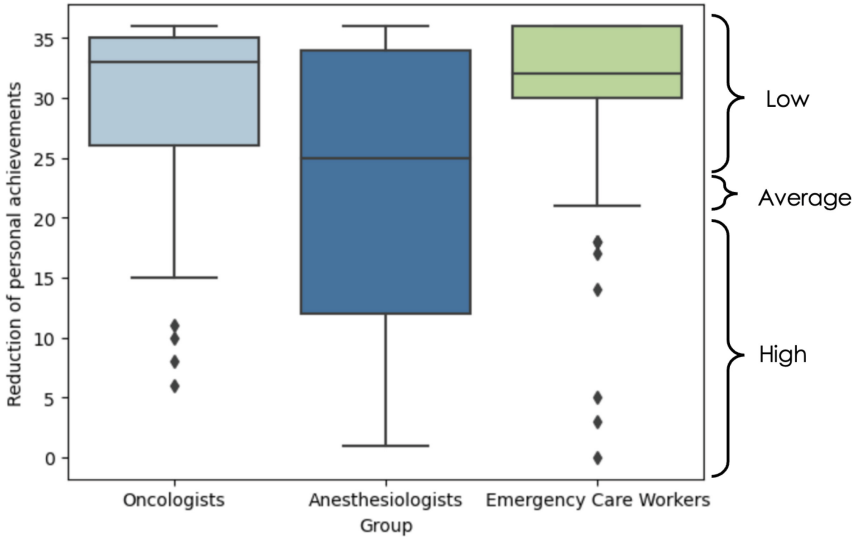 Reduction of personal achievements
35
30
25
20
15
10
5
0
Low
Average
High
Oncologists
Anesthesiologists
Emergency Care Workers
Group